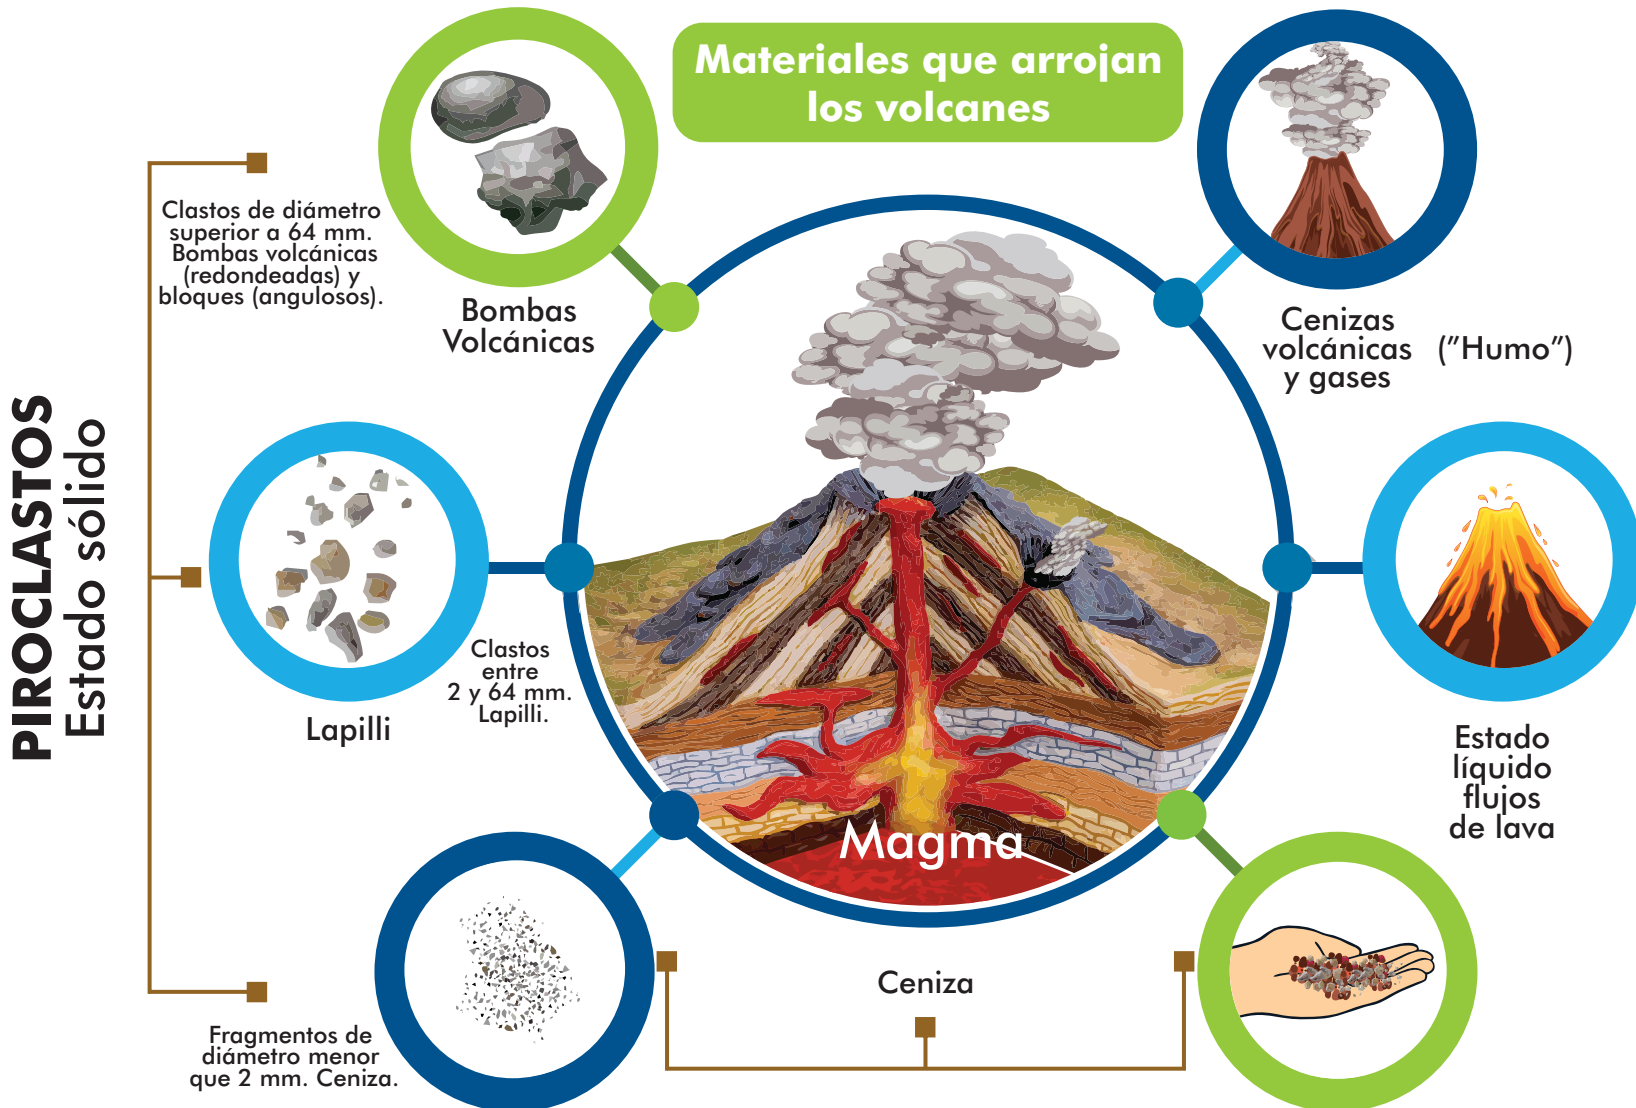 Materiales que arrojan
los volcanes
PIROCLASTOS
Estado sólido
Clastos de diámetro
superior a 64 mm.
Bombas volcánicas
(redondeadas) y
bloques (angulosos).
Bombas
Volcánicas
Cenizas
volcánicas
y gases
("Humo")
Lapilli
Clastos
entre
2 y 64 mm.
Lapilli.
Estado
líquido
flujos
de lava
Magma
Fragmentos de
diámetro menor
que 2 mm. Ceniza.
Ceniza